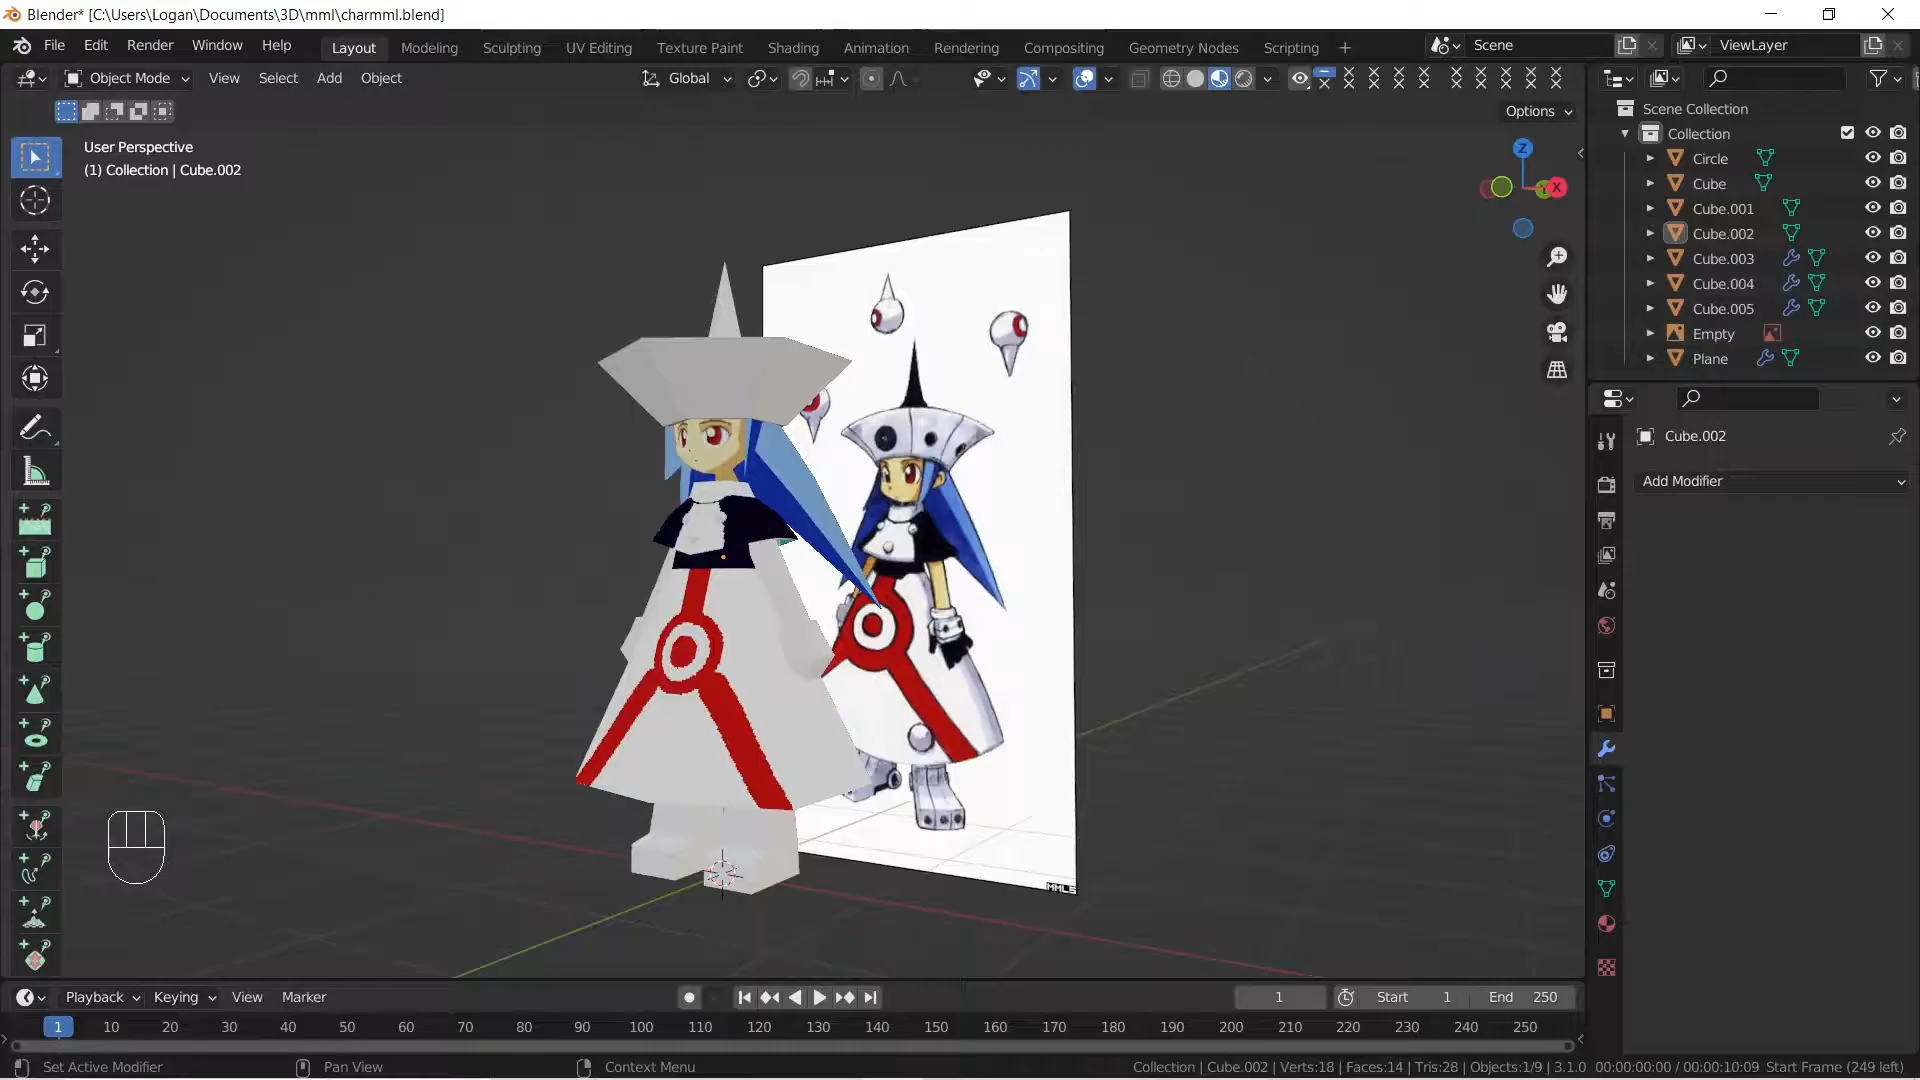 Blender* [C:\Users\Logan\Documents\3D\mml\charmml.blend]
File Edit Render Window Help Layout Modeling Sculpting UV Editing Texture Paint Shading Animation Rendering Compositing Geometry Nodes Scripting + Scene ViewLayer
Object Mode View Select Add Object Global
Options
User Perspective
(1) Collection | Cube.002
Z
X
Scene Collection
Collection
Circle
Cube
Cube.001
Cube.002
Cube.003
Cube.004
Cube.005
Empty
Plane
Cube.002
Add Modifier
MML5
Playback Keying View Marker 1 Start 1 End 250
1 10 20 30 40 50 60 70 80 90 100 110 120 130 140 150 160 170 180 190 200 210 220 230 240 250
Set Active Modifier Pan View Context Menu Collection | Cube.002 | Verts:18 | Faces:14 | Tris:28 | Objects:1/9 | 3.1.0 00:00:00:00 / 00:00:10:09 Start Frame (249 left)